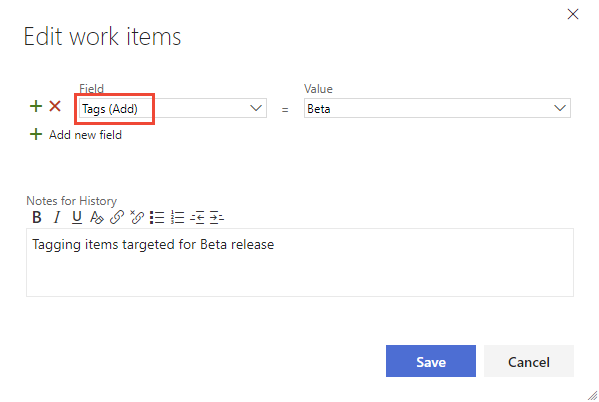 Edit work items
Field Value
Tags (Add) = Beta
Add new field
Notes for History
B I U
Tagging items targeted for Beta release
Save Cancel